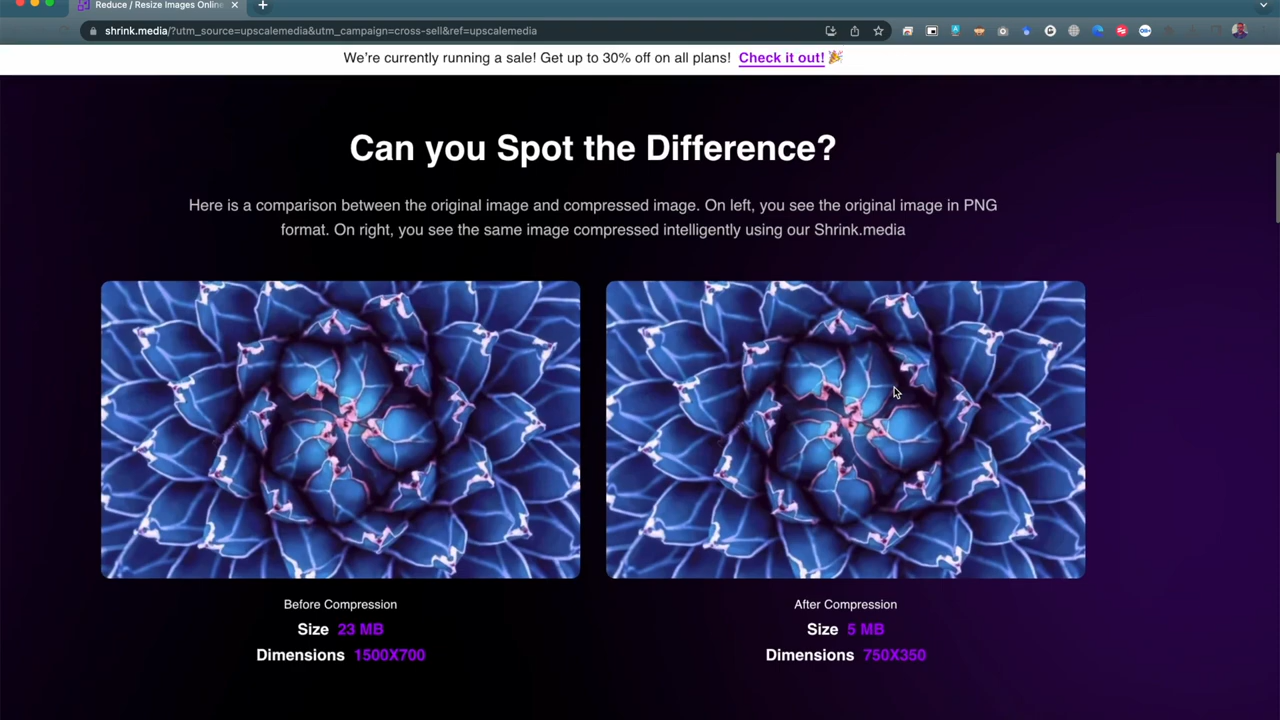 Reduce / Resize Images Online
shrink.media/?utm_source=upscalemedia&utm_campaign=cross-sell&ref=upscalemedia
We're currently running a sale! Get up to 30% off on all plans! Check it out! 🎉
Can you Spot the Difference?
Here is a comparison between the original image and compressed image. On left, you see the original image in PNG
format. On right, you see the same image compressed intelligently using our Shrink.media
Before Compression
Size 23 MB
Dimensions 1500X700
After Compression
Size 5 MB
Dimensions 750X350